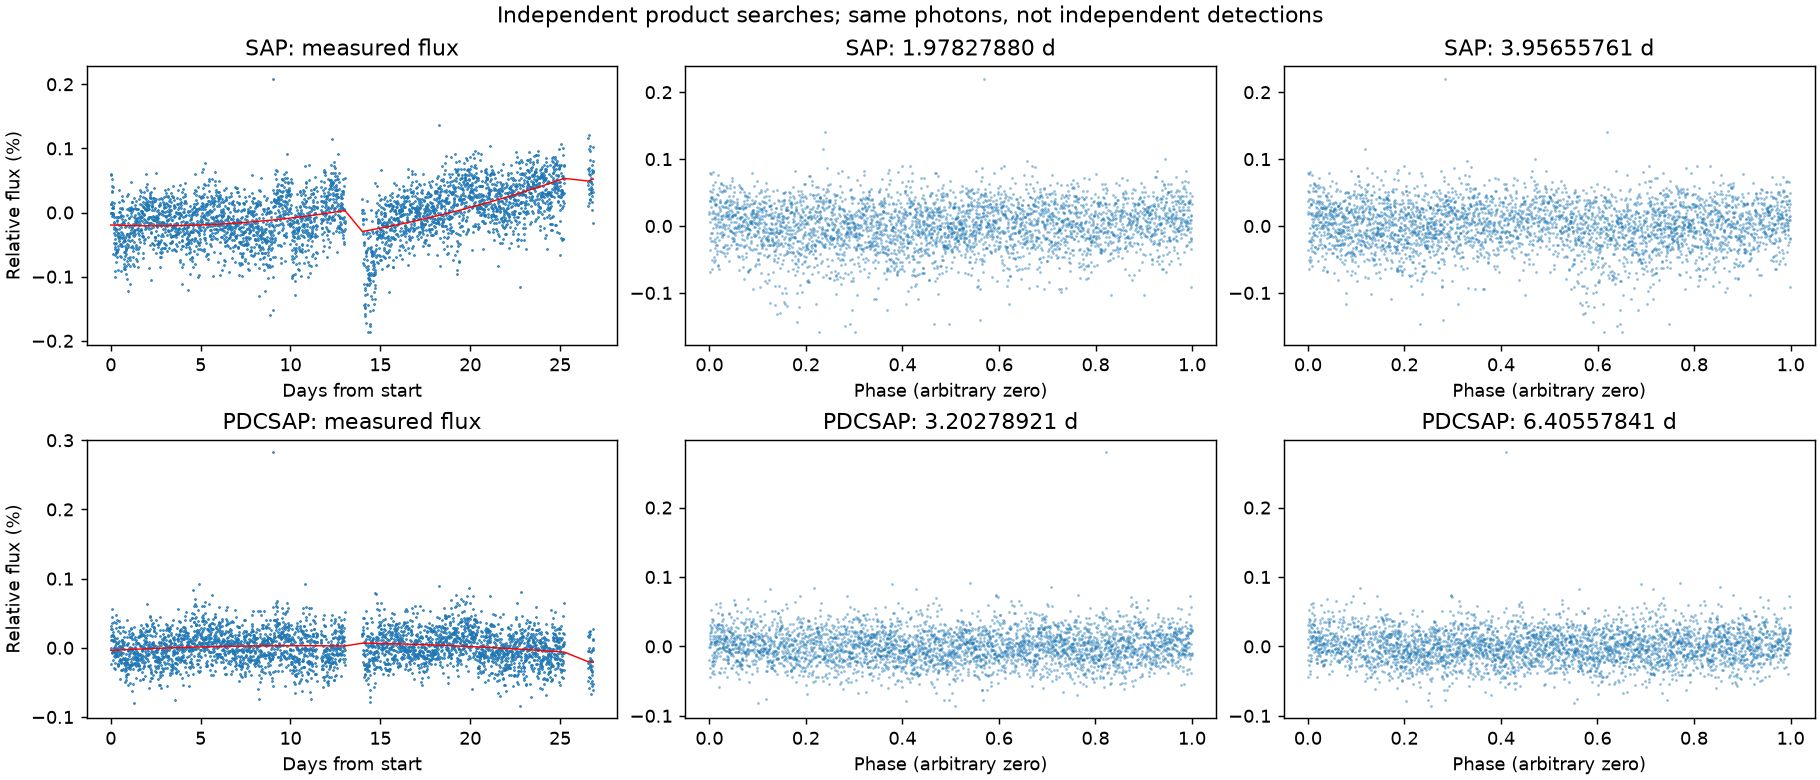 Independent product searches; same photons, not independent detections
SAP: measured flux
Relative flux (%)
0.2
0.1
0.0
−0.1
−0.2
0 5 10 15 20 25
Days from start
SAP: 1.97827880 d
0.2
0.1
0.0
−0.1
0.0 0.2 0.4 0.6 0.8 1.0
Phase (arbitrary zero)
SAP: 3.95655761 d
0.2
0.1
0.0
−0.1
0.0 0.2 0.4 0.6 0.8 1.0
Phase (arbitrary zero)
PDCSAP: measured flux
Relative flux (%)
0.3
0.2
0.1
0.0
−0.1
0 5 10 15 20 25
Days from start
PDCSAP: 3.20278921 d
0.2
0.1
0.0
−0.1
0.0 0.2 0.4 0.6 0.8 1.0
Phase (arbitrary zero)
PDCSAP: 6.40557841 d
0.2
0.1
0.0
−0.1
0.0 0.2 0.4 0.6 0.8 1.0
Phase (arbitrary zero)